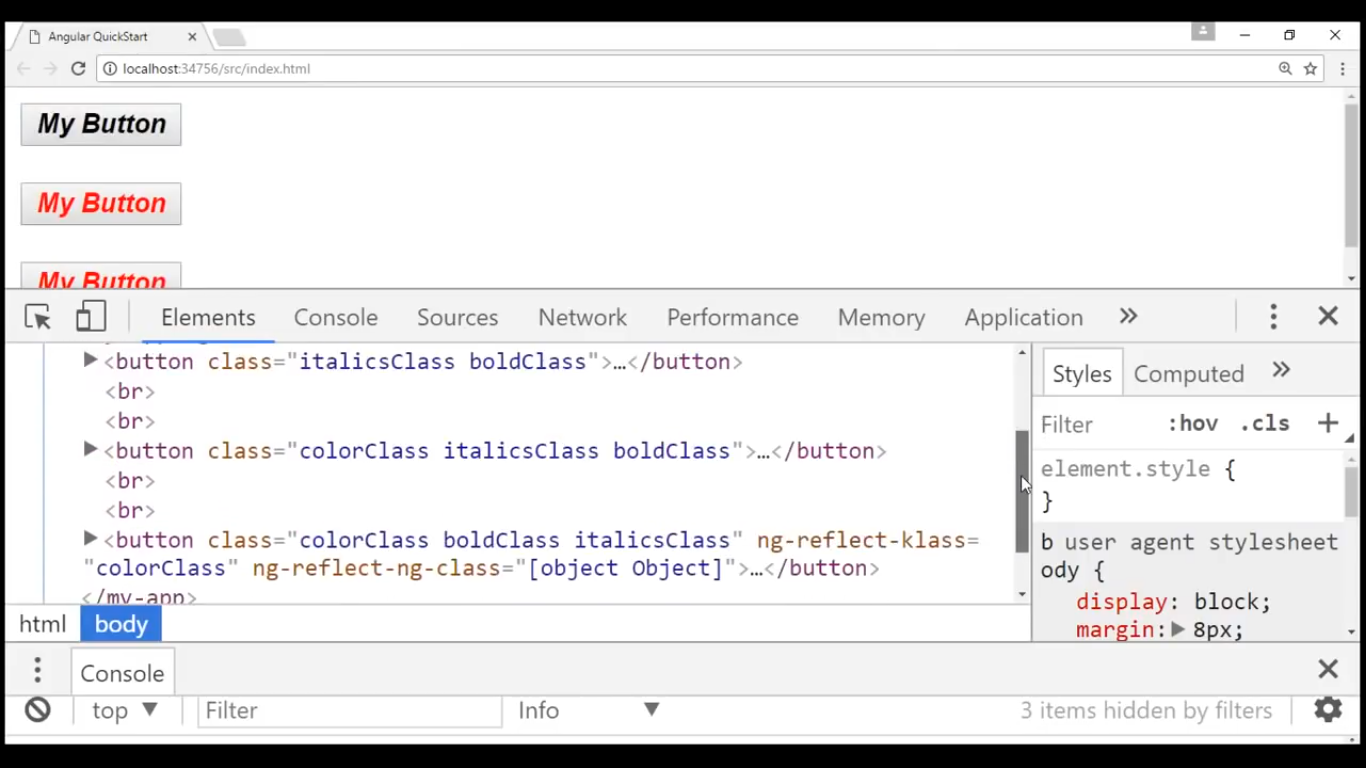 Angular QuickStart
localhost:34756/src/index.html
My Button
My Button
My Button
Elements Console Sources Network Performance Memory Application »
<button class="italicsClass boldClass">…</button>
<br>
<br>
<button class="colorClass italicsClass boldClass">…</button>
<br>
<br>
<button class="colorClass boldClass italicsClass" ng-reflect-klass=
"colorClass" ng-reflect-ng-class="[object Object]">…</button>
</my-app>
html body
Styles Computed »
Filter :hov .cls +
element.style {
}
b user agent stylesheet
ody {
display: block;
margin: 8px;
Console
top Filter Info 3 items hidden by filters